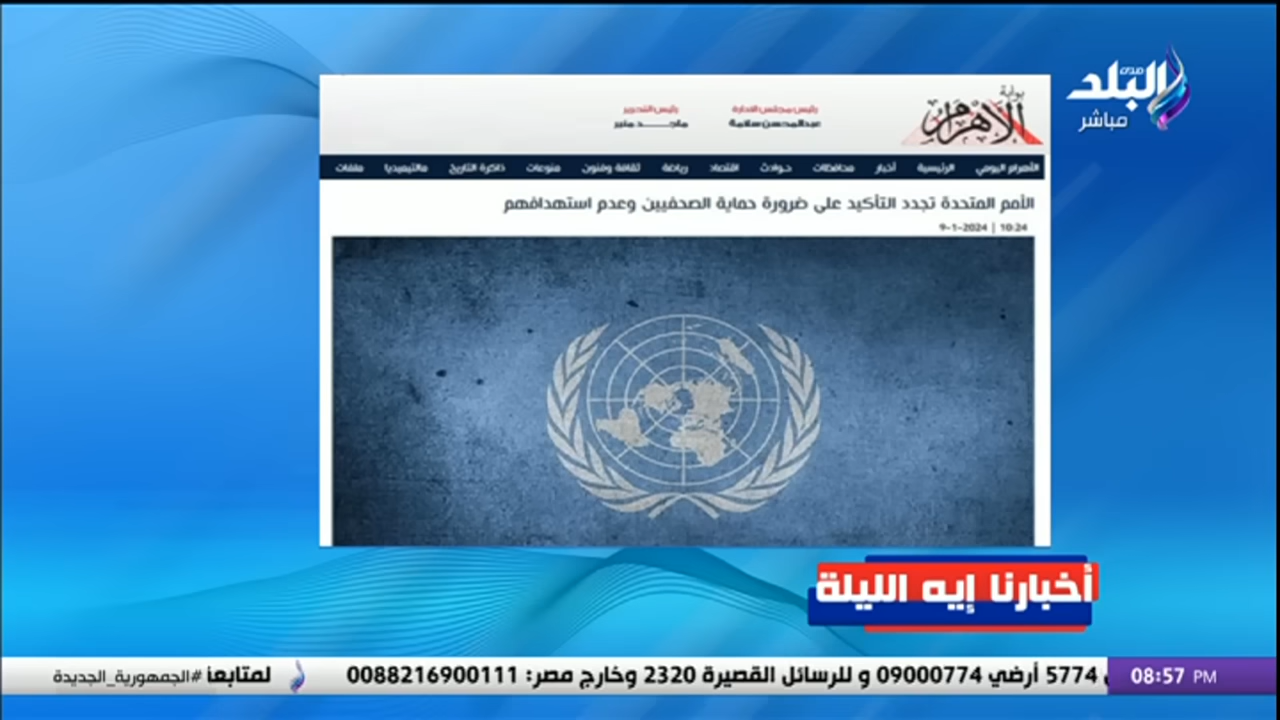 صدى
البلد
مباشر
بوابة
الأهرام
رئيس مجلس الادارة
عبدالمحسن سلامة
رئيس التحرير
ماجد منير
الأهرام اليومي الرئيسية أخبار محافظات حوادث اقتصاد رياضة ثقافة وفنون منوعات ذاكرة التاريخ مالتيميديا ملفات
الأمم المتحدة تجدد التأكيد على ضرورة حماية الصحفيين وعدم استهدافهم
9-1-2024 | 10:24
أخبارنا إيه الليلة
5774 أرضي 09000774 و للرسائل القصيرة 2320 وخارج مصر: 0088216900111
لمتابعة #الجمهورية_الجديدة
08:57 PM